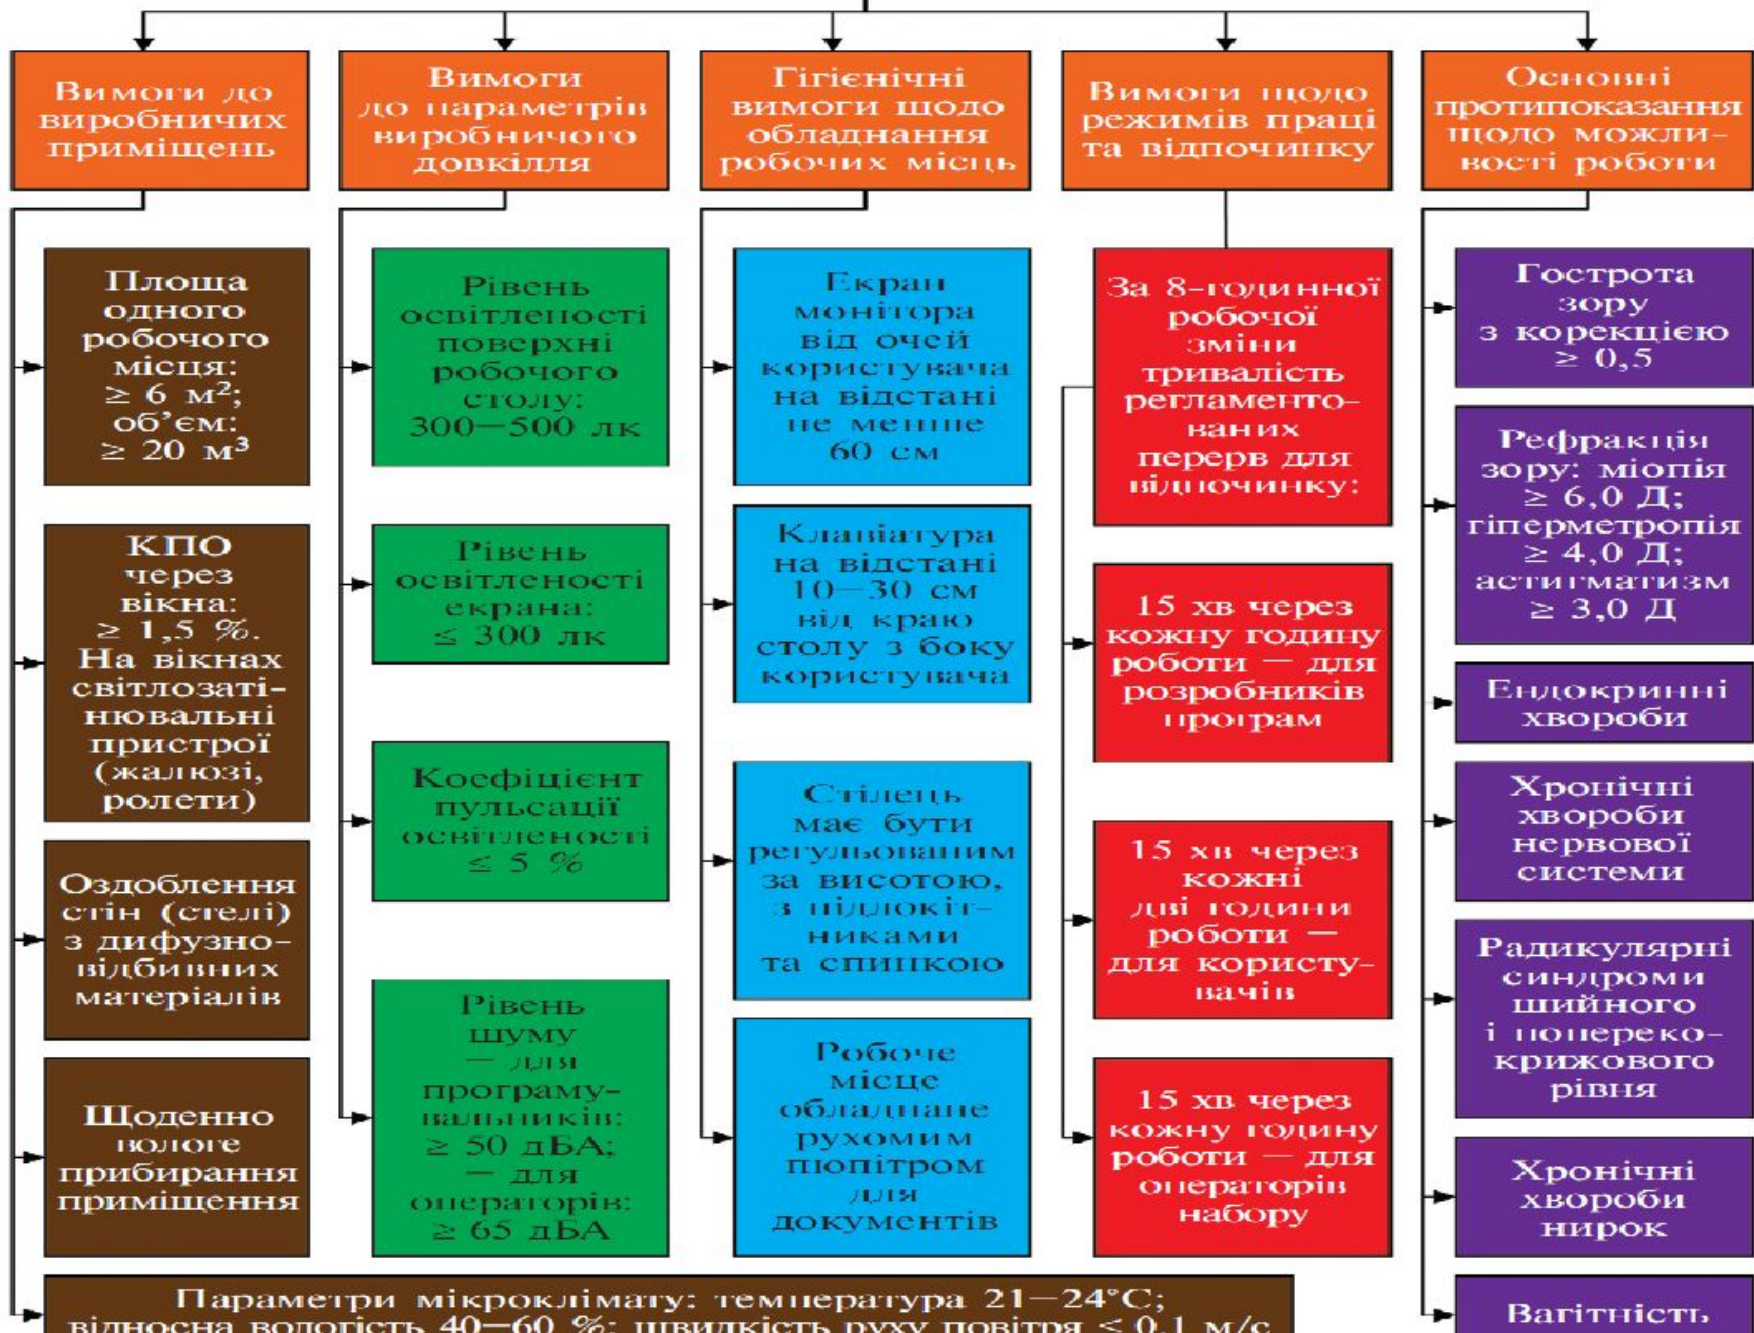 Вимоги до
виробничих
приміщень
Площа
одного
робочого
місця:
≥ 6 м²;
об’єм:
≥ 20 м³
КПО
через
вікна:
≥ 1,5 %.
На вікнах
світлозаті-
нювальні
пристрої
(жалюзі,
ролети)
Оздоблення
стін (стелі)
з дифузно-
відбивних
матеріалів
Щоденно
вологе
прибирання
приміщення
Параметри мікроклімату: температура 21–24°С;
відносна вологість 40–60 %; швидкість руху повітря ≤ 0,1 м/с
Вимоги
до параметрів
виробничого
довкілля
Рівень
освітленості
поверхні
робочого
столу:
300–500 лк
Рівень
освітленості
екрана:
≤ 300 лк
Коефіцієнт
пульсації
освітленості
≤ 5 %
Рівень
шуму
– для
програму-
вальників:
≥ 50 дБА;
– для
операторів:
≥ 65 дБА
Гігієнічні
вимоги щодо
обладнання
робочих місць
Екран
монітора
від очей
користувача
на відстані
не менше
60 см
Клавіатура
на відстані
10–30 см
від краю
столу з боку
користувача
Стілець
має бути
регульованим
за висотою,
з підлокіт-
никами
та спинкою
Робоче
місце
обладнане
рухомим
пюпітром
для
документів
Вимоги щодо
режимів праці
та відпочинку
За 8-годинної
робочої
зміни
тривалість
регламенто-
ваних
перерв для
відпочинку:
15 хв через
кожну годину
роботи – для
розробників
програм
15 хв через
кожні
дві години
роботи –
для користу-
вачів
15 хв через
кожну годину
роботи – для
операторів
набору
Основні
протипоказання
щодо можли-
вості роботи
Гострота
зору
з корекцією
≥ 0,5
Рефракція
зору: міопія
≥ 6,0 Д;
гіперметропія
≥ 4,0 Д;
астигматизм
≥ 3,0 Д
Ендокринні
хвороби
Хронічні
хвороби
нервової
системи
Радикулярні
синдроми
шийного
і попереко-
крижового
рівня
Хронічні
хвороби
нирок
Вагітність